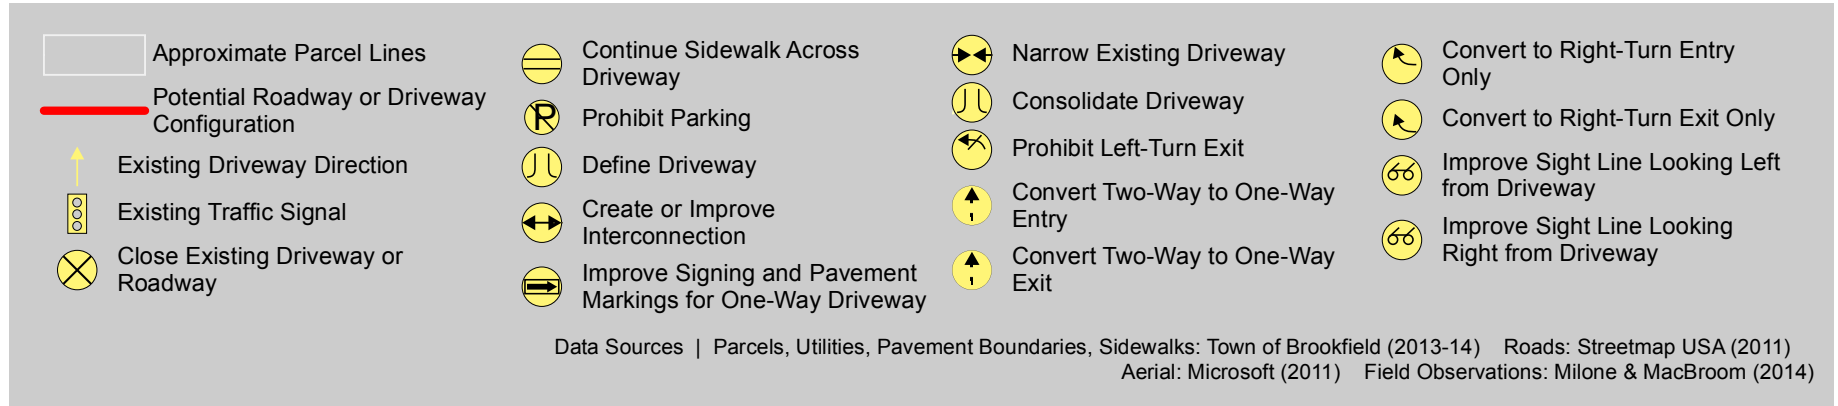 Approximate Parcel Lines
Potential Roadway or Driveway
Configuration
Existing Driveway Direction
Existing Traffic Signal
Close Existing Driveway or
Roadway
Continue Sidewalk Across
Driveway
P
Prohibit Parking
Define Driveway
Create or Improve
Interconnection
Improve Signing and Pavement
Markings for One-Way Driveway
Narrow Existing Driveway
Consolidate Driveway
Prohibit Left-Turn Exit
Convert Two-Way to One-Way
Entry
Convert Two-Way to One-Way
Exit
Convert to Right-Turn Entry
Only
Convert to Right-Turn Exit Only
Improve Sight Line Looking Left
from Driveway
Improve Sight Line Looking
Right from Driveway
Data Sources | Parcels, Utilities, Pavement Boundaries, Sidewalks: Town of Brookfield (2013-14) Roads: Streetmap USA (2011)
Aerial: Microsoft (2011) Field Observations: Milone & MacBroom (2014)